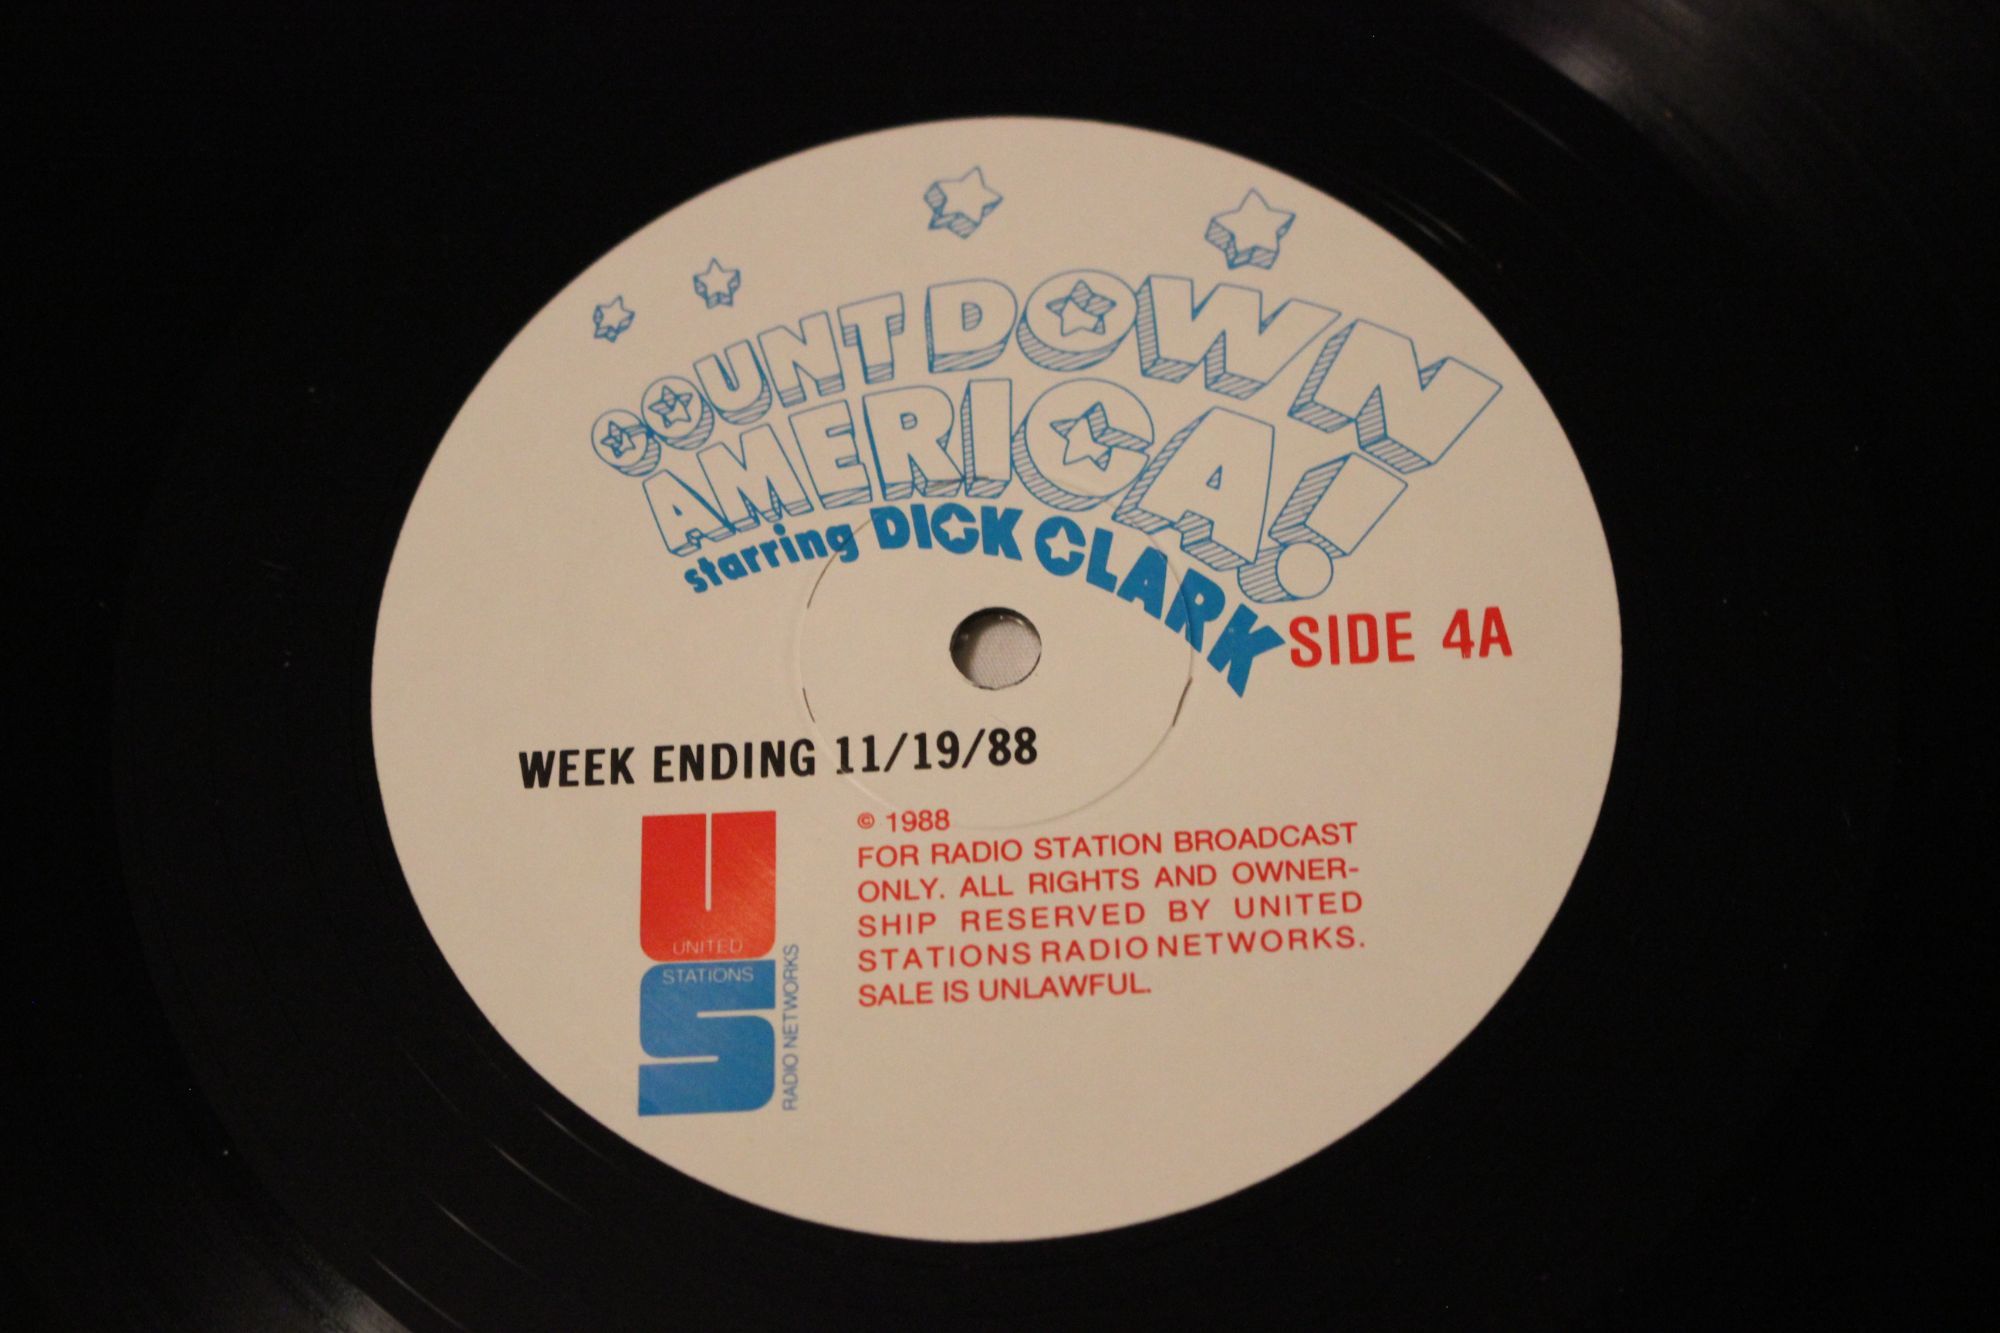 COUNTDOWN
AMERICA!
starring DICK CLARK
SIDE 4A
WEEK ENDING 11/19/88
US
UNITED
STATIONS
RADIO NETWORKS
© 1988
FOR RADIO STATION BROADCAST
ONLY. ALL RIGHTS AND OWNER-
SHIP RESERVED BY UNITED
STATIONS RADIO NETWORKS.
SALE IS UNLAWFUL.